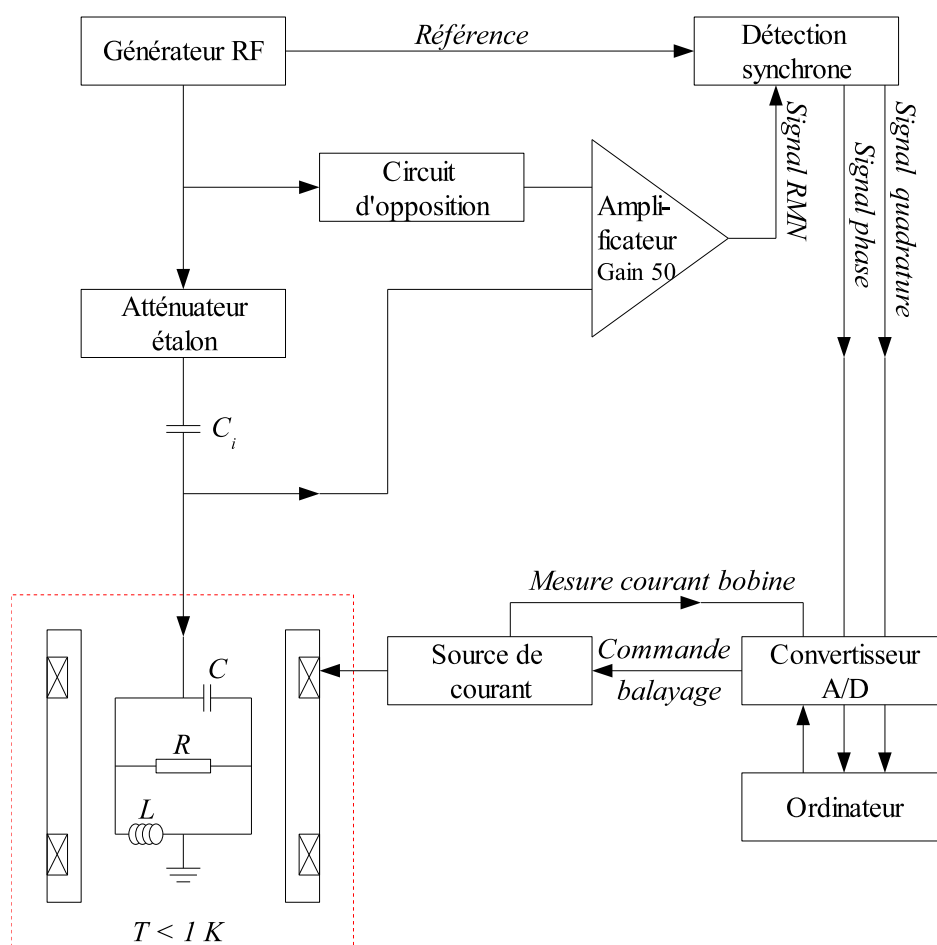 Générateur RF
Référence
Détection
synchrone
Circuit
d'opposition
Ampli-
ficateur
Gain 50
Signal RMN
Signal phase
Signal quadrature
Atténuateur
étalon
C_i
Mesure courant bobine
Source de
courant
Commande
balayage
Convertisseur
A/D
C
R
L
Ordinateur
T < 1 K